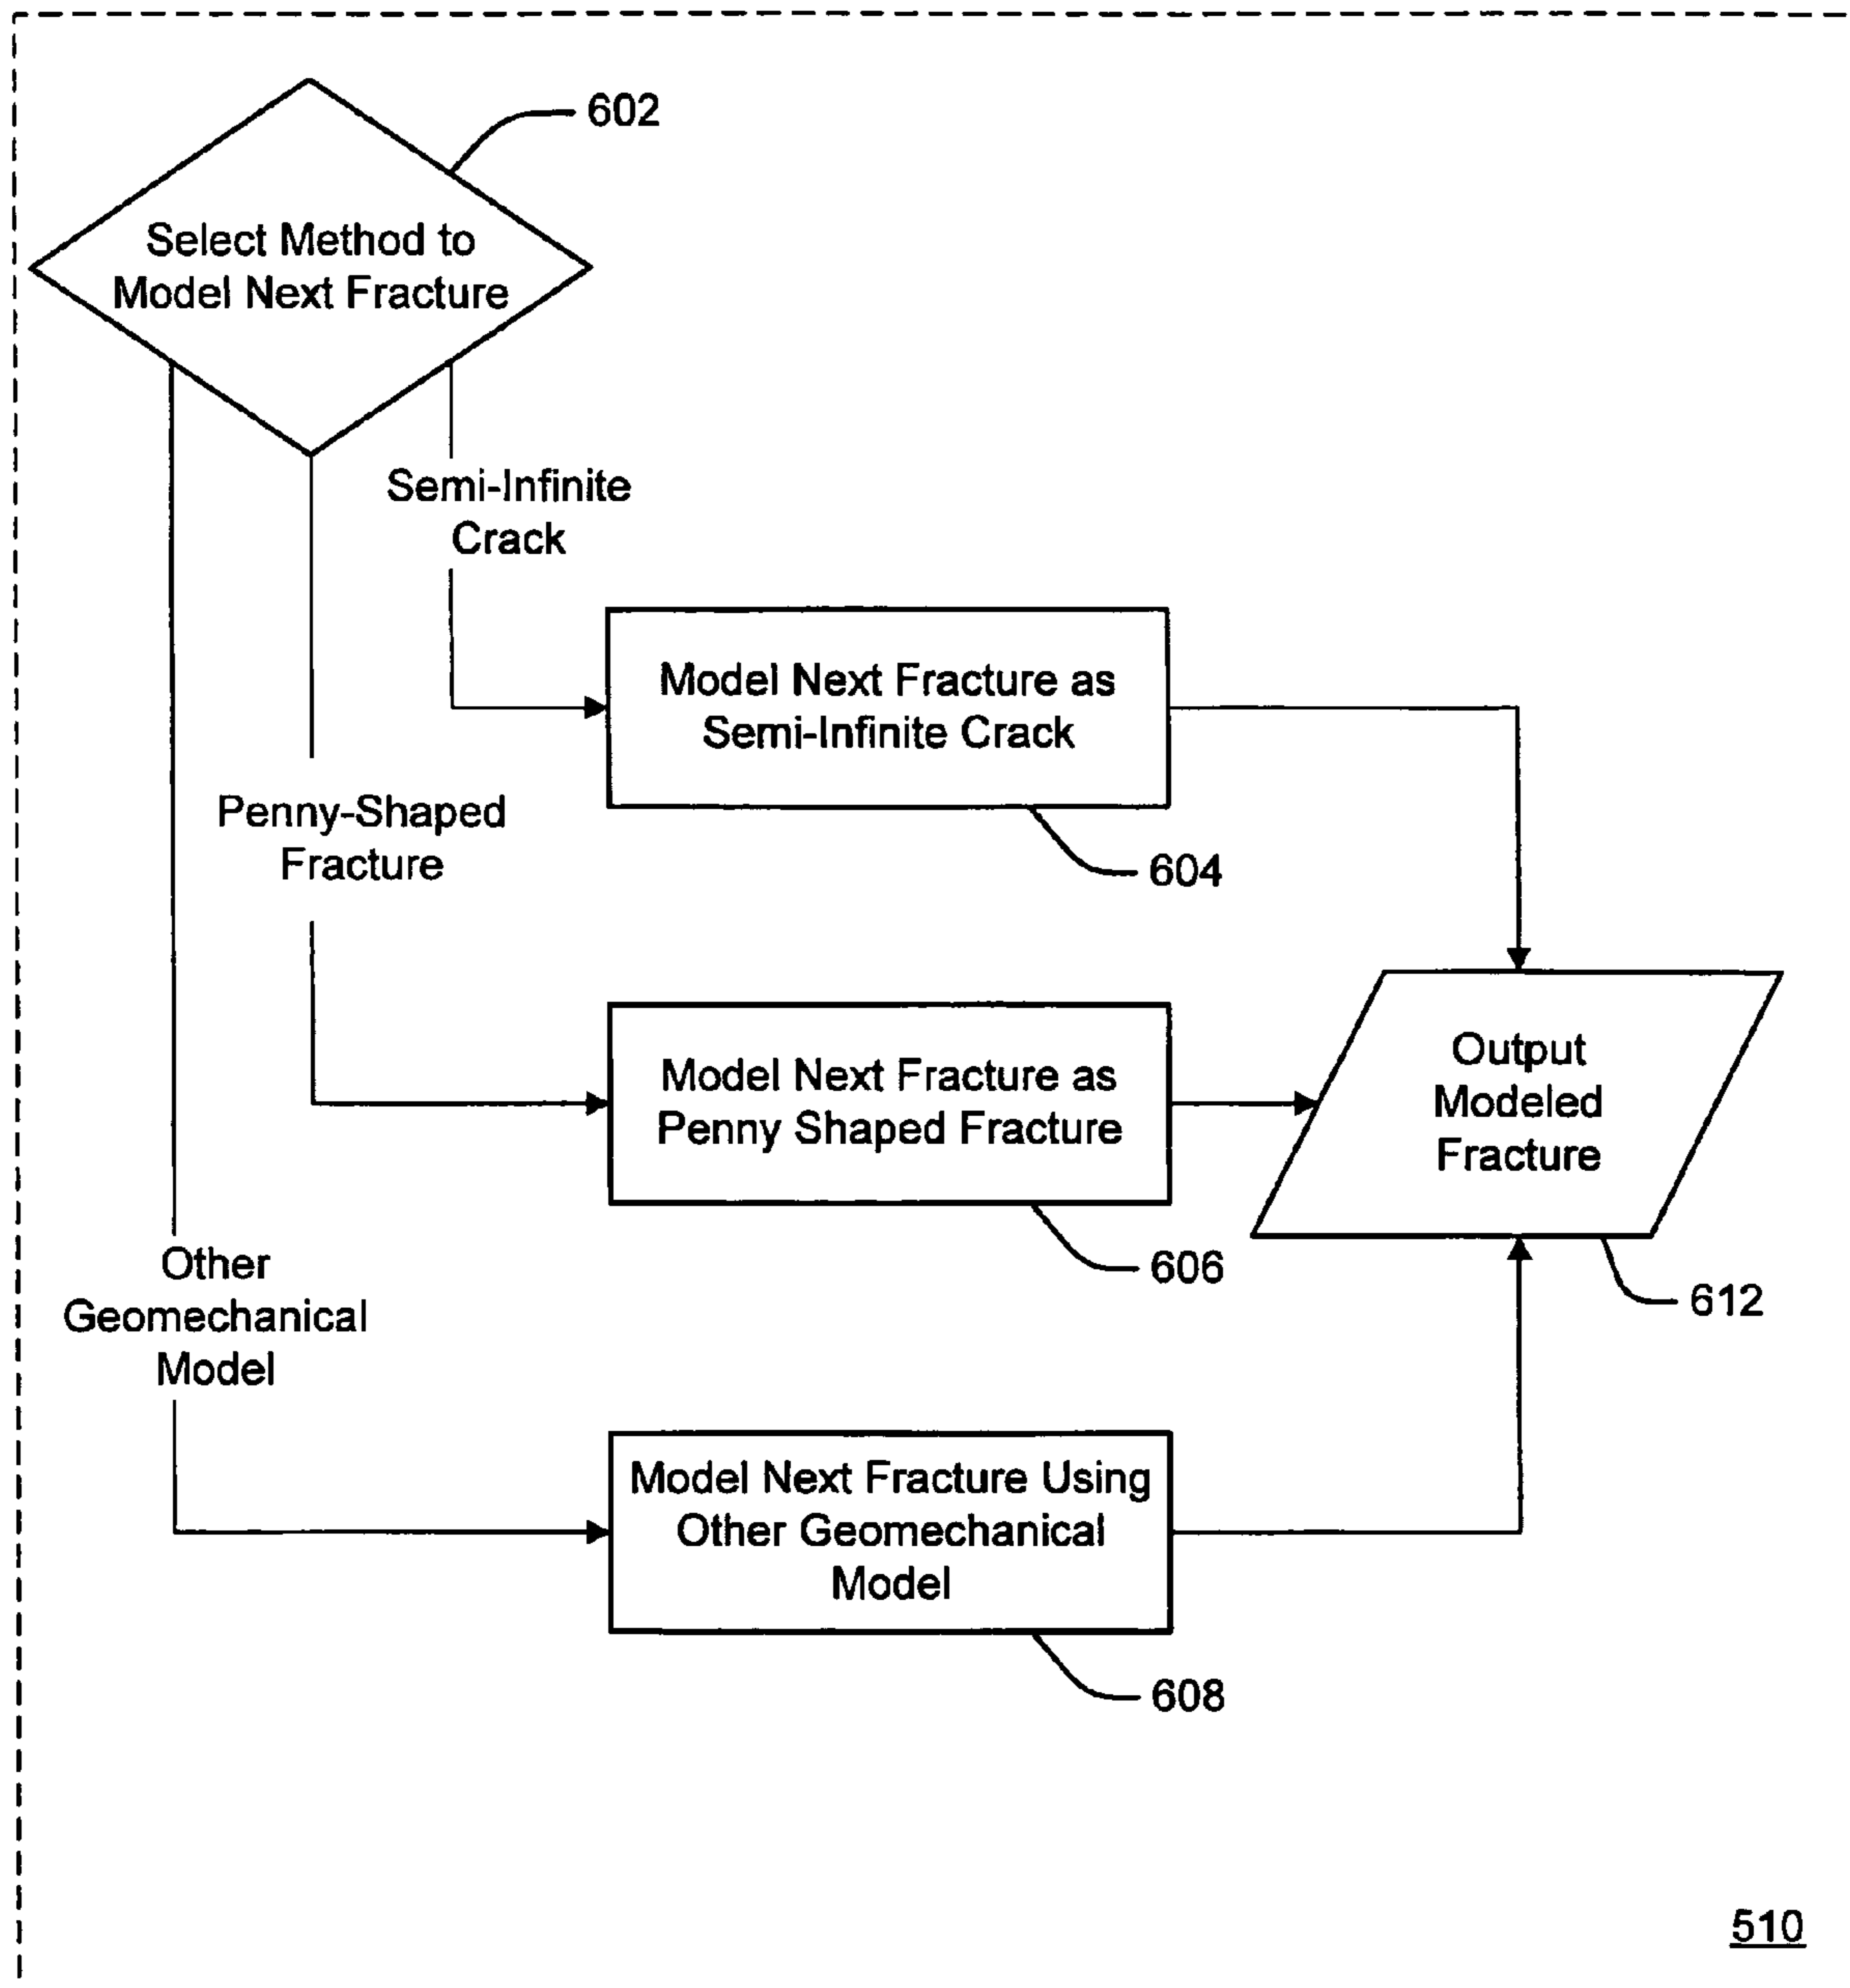 602
Select Method to
Model Next Fracture
Semi-Infinite
Crack
Model Next Fracture as
Semi-Infinite Crack
604
Penny-Shaped
Fracture
Model Next Fracture as
Penny Shaped Fracture
606
Output
Modeled
Fracture
612
Other
Geomechanical
Model
Model Next Fracture Using
Other Geomechanical
Model
608
510